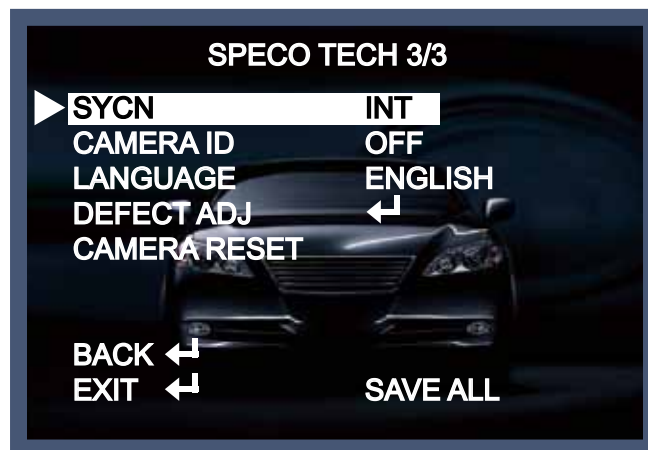 SPECO TECH 3/3
SYCN INT
CAMERA ID OFF
LANGUAGE ENGLISH
DEFECT ADJ ↵
CAMERA RESET
BACK ↵
EXIT ↵ SAVE ALL